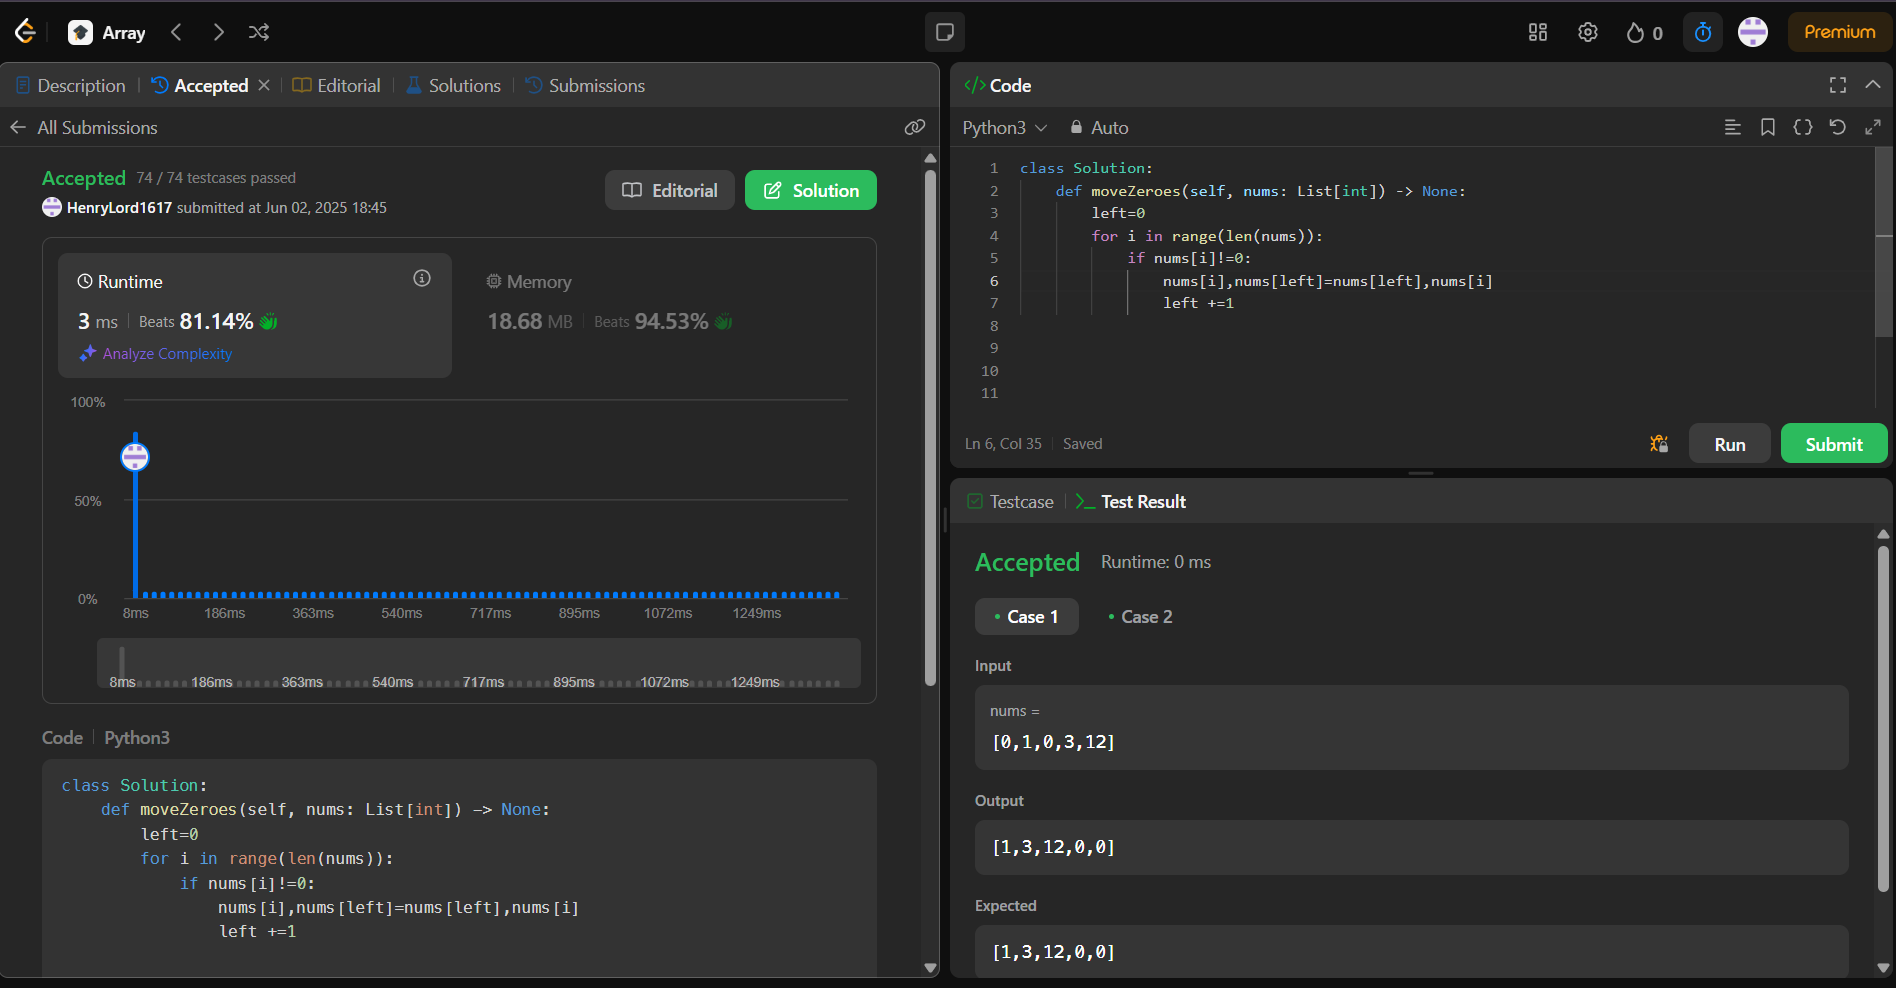 Array
0
Premium
Description
Accepted
Editorial
Solutions
Submissions
All Submissions
Accepted 74 / 74 testcases passed
HenryLord1617 submitted at Jun 02, 2025 18:45
Editorial
Solution
Runtime
3 ms Beats 81.14%
Analyze Complexity
Memory
18.68 MB Beats 94.53%
100%
50%
0%
8ms 186ms 363ms 540ms 717ms 895ms 1072ms 1249ms
8ms 186ms 363ms 540ms 717ms 895ms 1072ms 1249ms
Code Python3
class Solution:
    def moveZeroes(self, nums: List[int]) -> None:
        left=0
        for i in range(len(nums)):
            if nums[i]!=0:
                nums[i],nums[left]=nums[left],nums[i]
                left +=1
</> Code
Python3 Auto
1 class Solution:
2     def moveZeroes(self, nums: List[int]) -> None:
3         left=0
4         for i in range(len(nums)):
5             if nums[i]!=0:
6                 nums[i],nums[left]=nums[left],nums[i]
7                 left +=1
8
9
10
11
Ln 6, Col 35 Saved
Run
Submit
Testcase
Test Result
Accepted Runtime: 0 ms
Case 1
Case 2
Input
nums =
[0,1,0,3,12]
Output
[1,3,12,0,0]
Expected
[1,3,12,0,0]